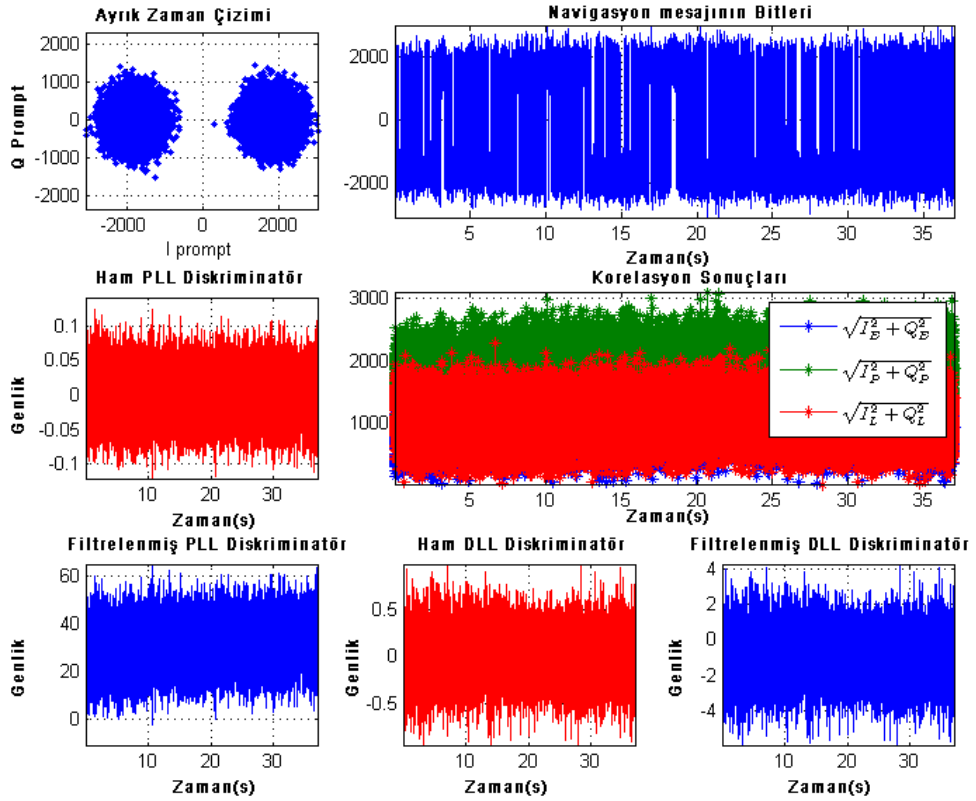 Ayrık Zaman Çizimi
Q Prompt
2000
1000
0
-1000
-2000
-2000
0
2000
I prompt
Navigasyon mesajının Bitleri
2000
0
-2000
5
10
15
20
25
30
35
Zaman(s)
Ham PLL Diskriminatör
Genlik
0.1
0.05
0
-0.05
-0.1
10
20
30
Zaman(s)
Korelasyon Sonuçları
3000
2000
1000
√I_E^2 + Q_E^2
√I_P^2 + Q_P^2
√I_L^2 + Q_L^2
5
10
15
20
25
30
35
Zaman(s)
Filtrelenmiş PLL Diskriminatör
Genlik
60
40
20
0
10
20
30
Zaman(s)
Ham DLL Diskriminatör
Genlik
0.5
0
-0.5
10
20
30
Zaman(s)
Filtrelenmiş DLL Diskriminatör
Genlik
4
2
0
-2
-4
10
20
30
Zaman(s)